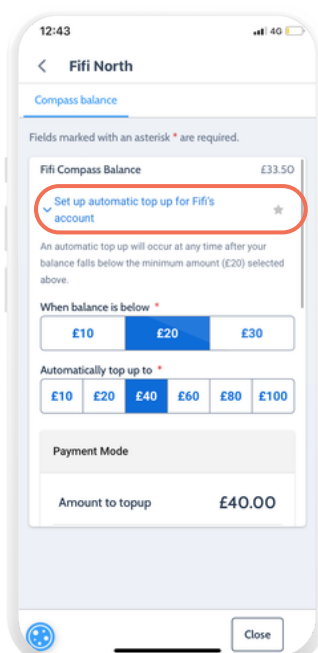 12:43
4G
Fifi North
Compass balance
Fields marked with an asterisk * are required.
Fifi Compass Balance £33.50
Set up automatic top up for Fifi's
account
An automatic top up will occur at any time after your
balance falls below the minimum amount (£20) selected
above.
When balance is below *
£10 £20 £30
Automatically top up to *
£10 £20 £40 £60 £80 £100
Payment Mode
Amount to topup £40.00
Close